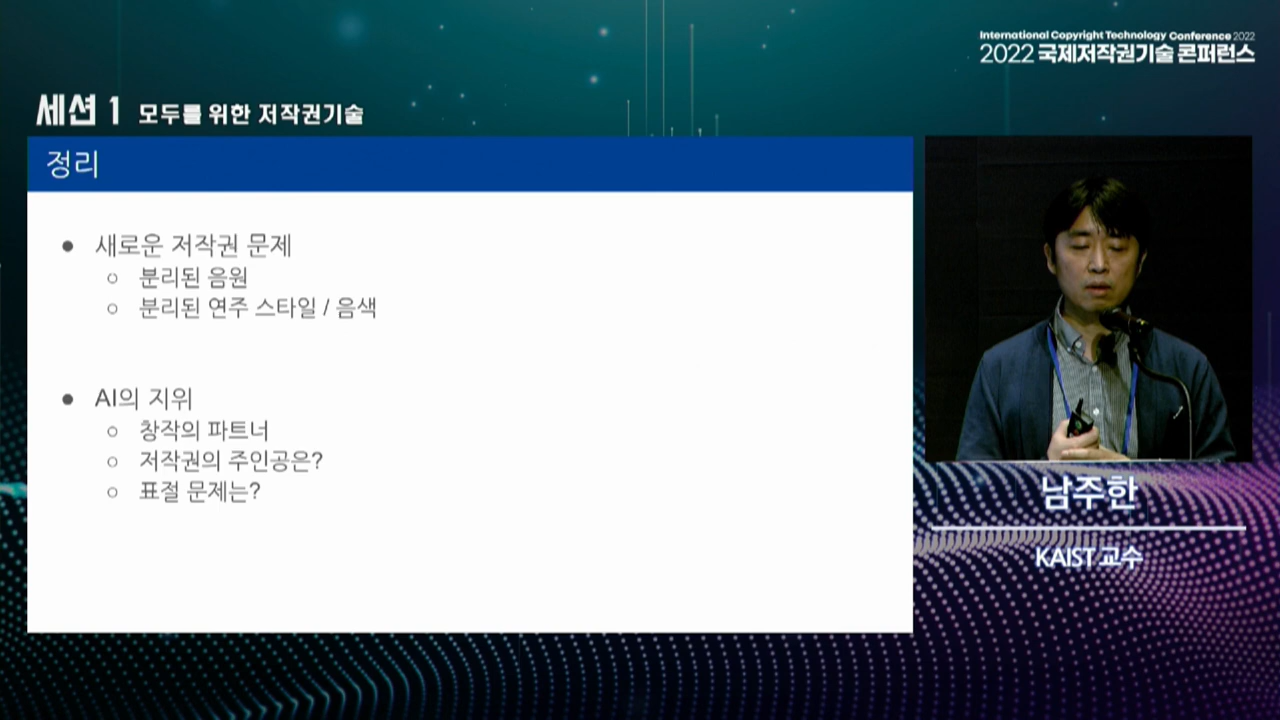 International Copyright Technology Conference 2022
2022 국제저작권기술 콘퍼런스
세션 1 모두를 위한 저작권기술
정리
● 새로운 저작권 문제
○ 분리된 음원
○ 분리된 연주 스타일 / 음색
● AI의 지위
○ 창작의 파트너
○ 저작권의 주인공은?
○ 표절 문제는?
남주한
KAIST 교수